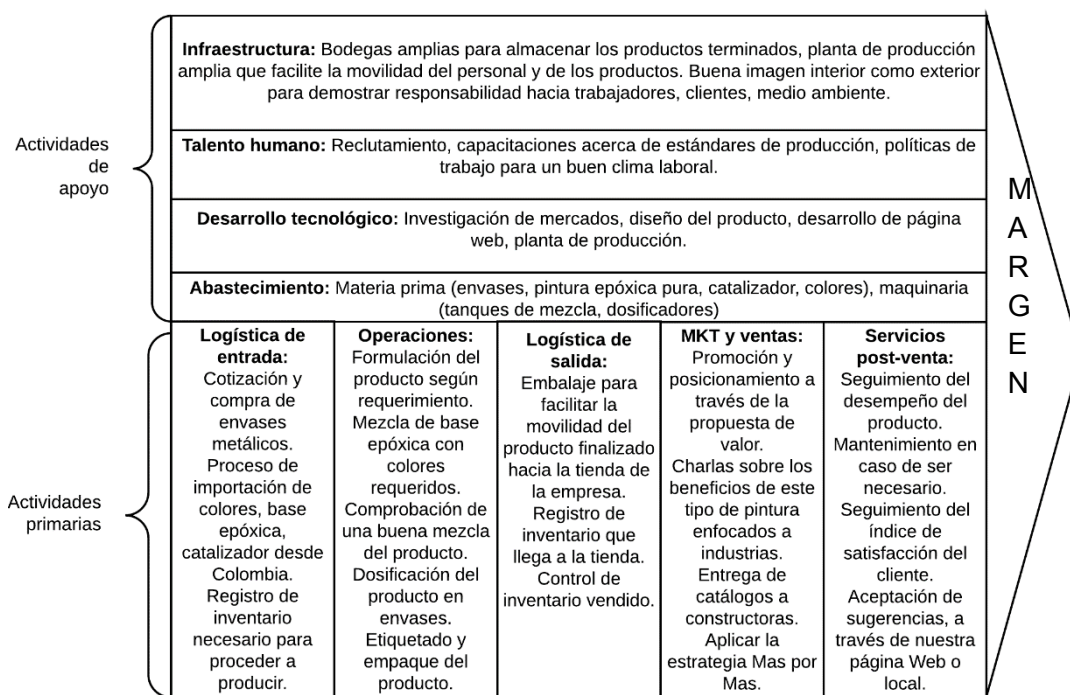 Actividades
de
apoyo
Infraestructura: Bodegas amplias para almacenar los productos terminados, planta de producción
amplia que facilite la movilidad del personal y de los productos. Buena imagen interior como exterior
para demostrar responsabilidad hacia trabajadores, clientes, medio ambiente.
Talento humano: Reclutamiento, capacitaciones acerca de estándares de producción, políticas de
trabajo para un buen clima laboral.
Desarrollo tecnológico: Investigación de mercados, diseño del producto, desarrollo de página
web, planta de producción.
Abastecimiento: Materia prima (envases, pintura epóxica pura, catalizador, colores), maquinaria
(tanques de mezcla, dosificadores)
Actividades
primarias
Logística de
entrada:
Cotización y
compra de
envases
metálicos.
Proceso de
importación de
colores, base
epóxica,
catalizador desde
Colombia.
Registro de
inventario
necesario para
proceder a
producir.
Operaciones:
Formulación del
producto según
requerimiento.
Mezcla de base
epóxica con
colores
requeridos.
Comprobación de
una buena mezcla
del producto.
Dosificación del
producto en
envases.
Etiquetado y
empaque del
producto.
Logística de
salida:
Embalaje para
facilitar la
movilidad del
producto finalizado
hacia la tienda de
la empresa.
Registro de
inventario que
llega a la tienda.
Control de
inventario vendido.
MKT y ventas:
Promoción y
posicionamiento a
través de la
propuesta de
valor.
Charlas sobre los
beneficios de este
tipo de pintura
enfocados a
industrias.
Entrega de
catálogos a
constructoras.
Aplicar la
estrategia Mas por
Mas.
Servicios
post-venta:
Seguimiento del
desempeño del
producto.
Mantenimiento en
caso de ser
necesario.
Seguimiento del
índice de
satisfacción del
cliente.
Aceptación de
sugerencias, a
través de nuestra
página Web o
local.
M
A
R
G
E
N